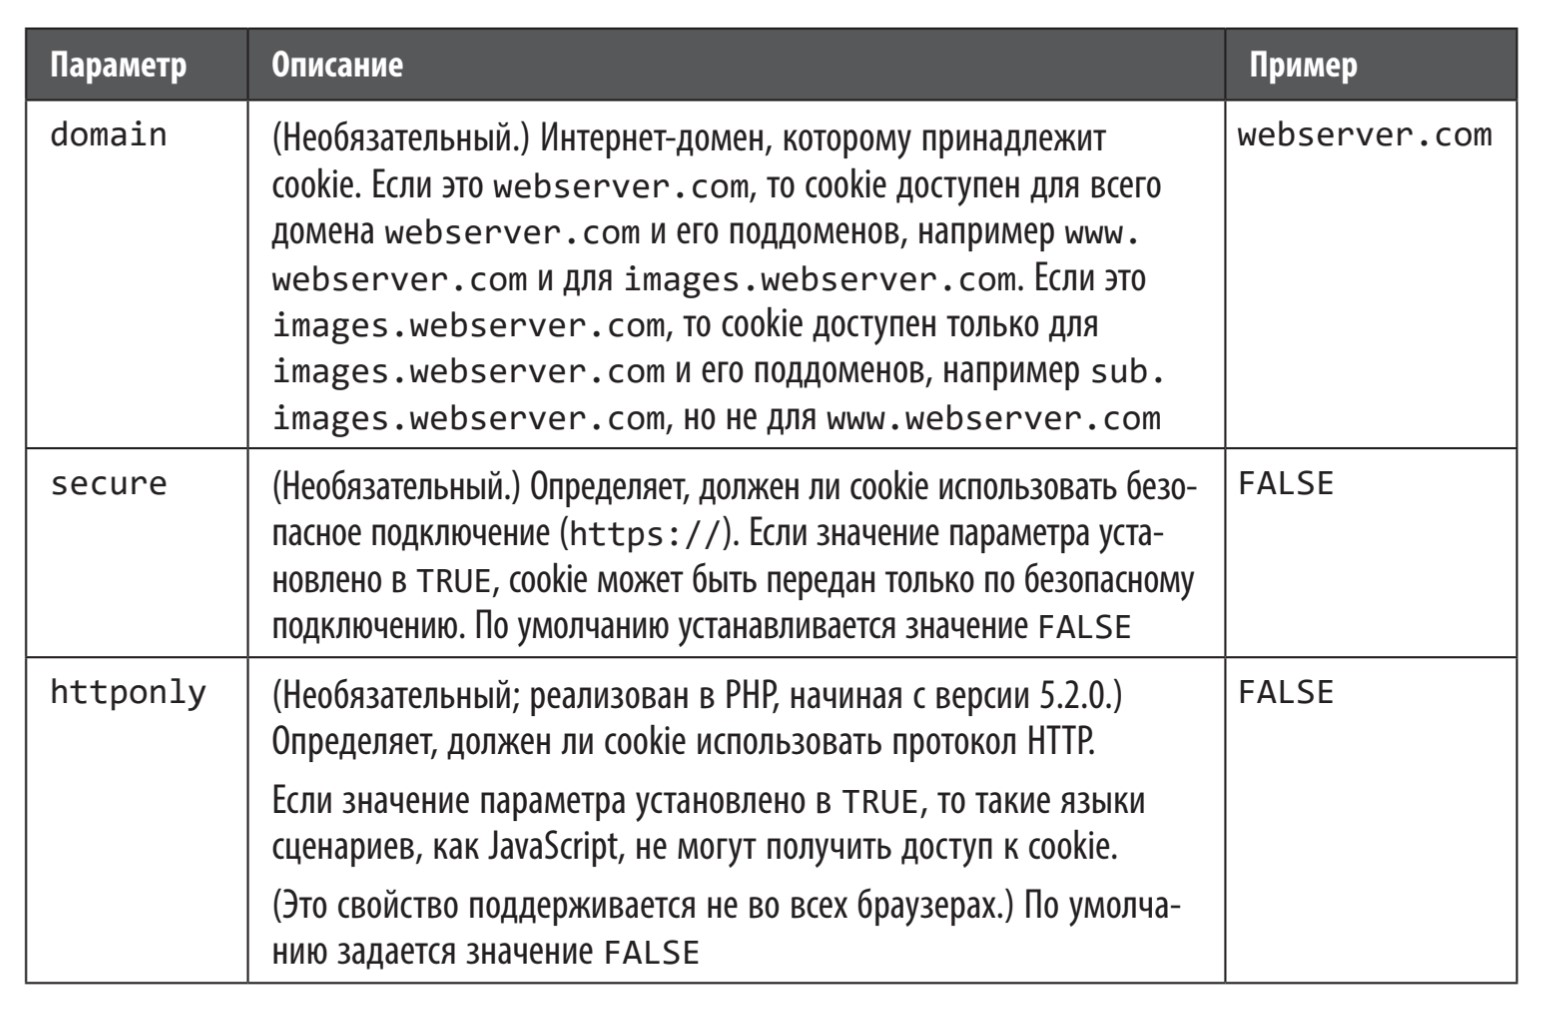 Параметр Описание Пример
domain (Необязательный.) Интернет-домен, которому принадлежит webserver.com
cookie. Если это webserver.com, то cookie доступен для всего
домена webserver.com и его поддоменов, например www.
webserver.com и для images.webserver.com. Если это
images.webserver.com, то cookie доступен только для
images.webserver.com и его поддоменов, например sub.
images.webserver.com, но не для www.webserver.com
secure (Необязательный.) Определяет, должен ли cookie использовать безо- FALSE
пасное подключение (https://). Если значение параметра уста-
новлено в TRUE, cookie может быть передан только по безопасному
подключению. По умолчанию устанавливается значение FALSE
httponly (Необязательный; реализован в PHP, начиная с версии 5.2.0.) FALSE
Определяет, должен ли cookie использовать протокол HTTP.
Если значение параметра установлено в TRUE, то такие языки
сценариев, как JavaScript, не могут получить доступ к cookie.
(Это свойство поддерживается не во всех браузерах.) По умолча-
нию задается значение FALSE